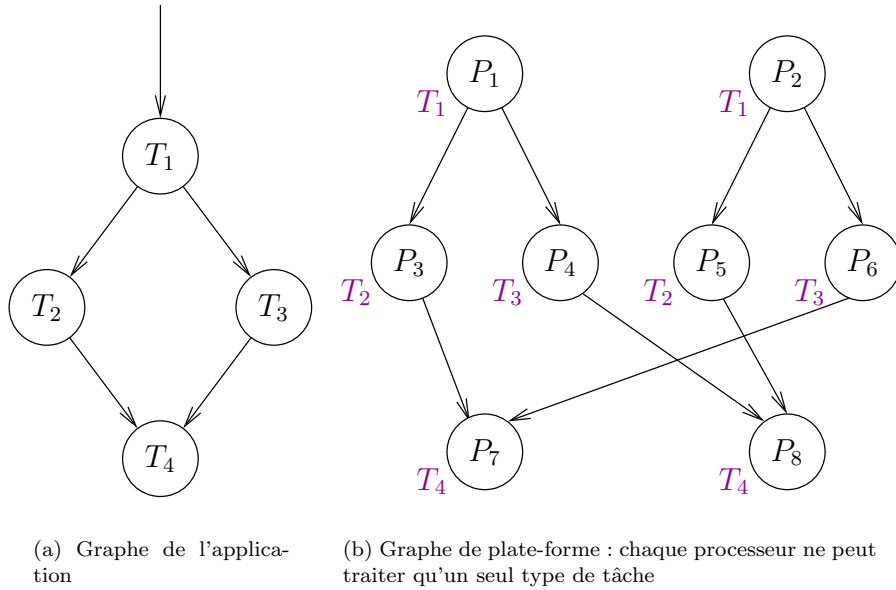 T₁
T₂
T₃
T₄
P₁
T₁
P₂
T₁
P₃
T₂
P₄
T₃
P₅
T₂
P₆
T₃
P₇
T₄
P₈
T₄
(a) Graphe de l'applica-
tion
(b) Graphe de plate-forme : chaque processeur ne peut
traiter qu'un seul type de tâche